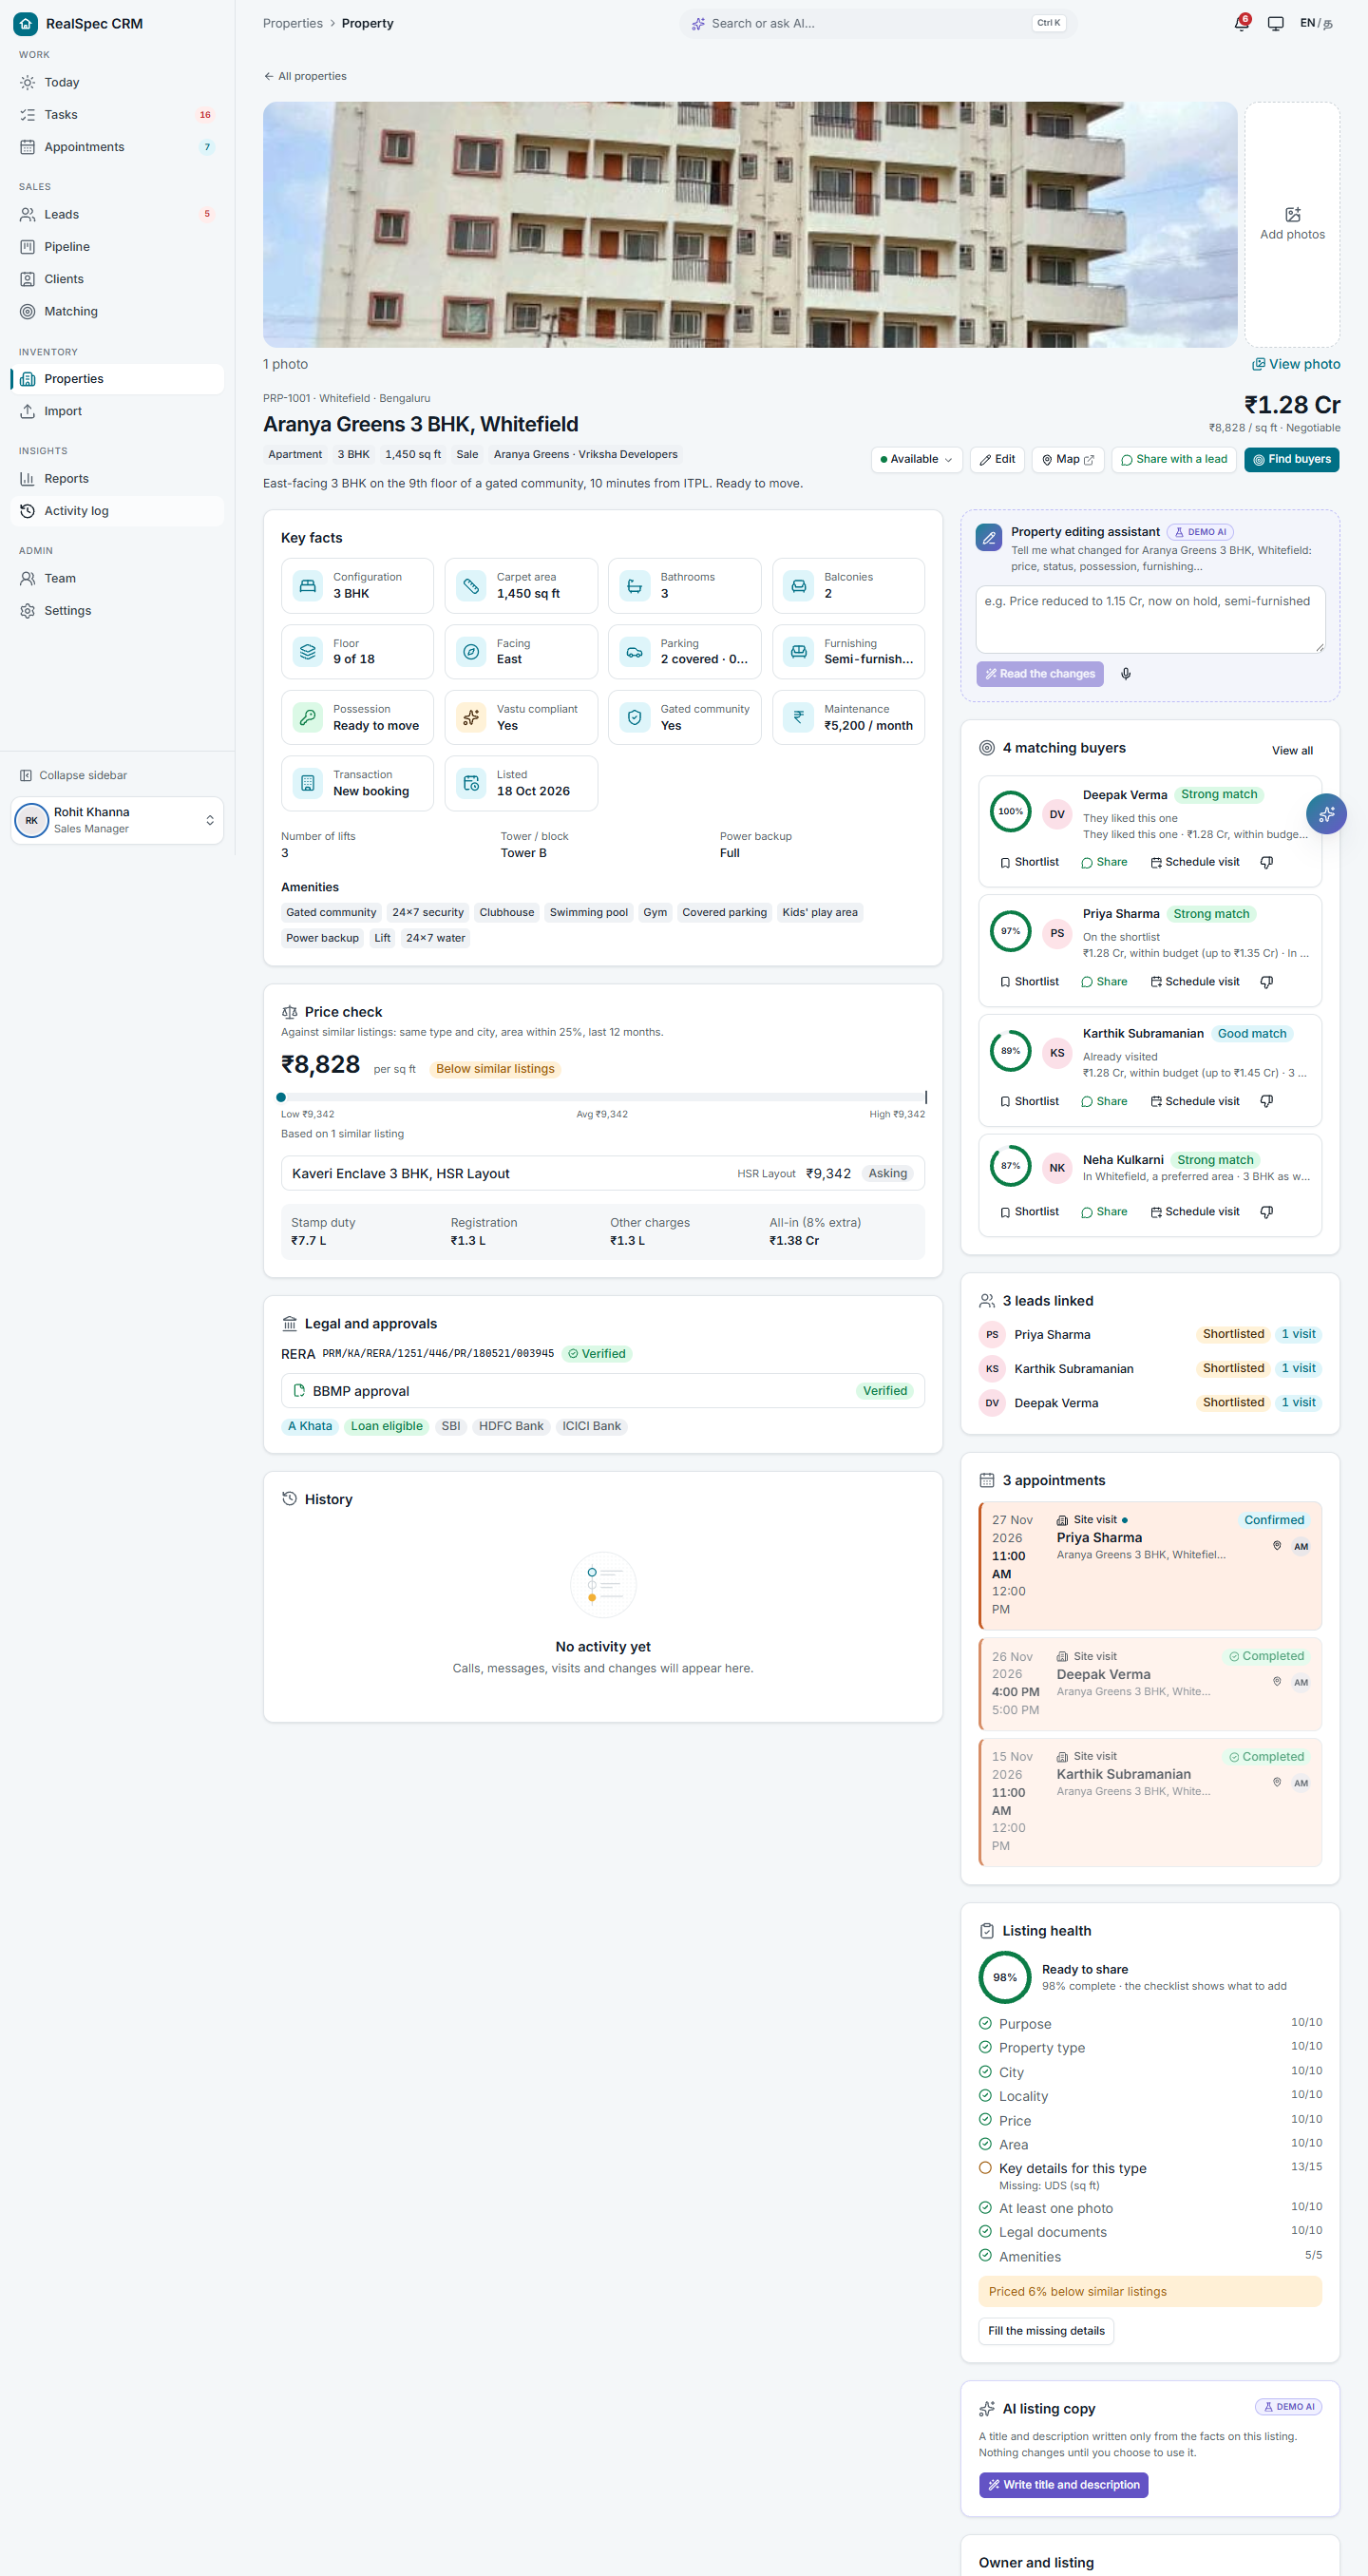 RealSpec CRM
WORK
Today
Tasks 16
Appointments 7
SALES
Leads 5
Pipeline
Clients
Matching
INVENTORY
Properties
Import
INSIGHTS
Reports
Activity log
ADMIN
Team
Settings
Collapse sidebar
RK Rohit Khanna
Sales Manager
Properties > Property
Search or ask AI... Ctrl K
6
EN / த
← All properties
Add photos
1 photo
View photo
PRP-1001 · Whitefield · Bengaluru
Aranya Greens 3 BHK, Whitefield
₹1.28 Cr
₹8,828 / sq ft · Negotiable
Apartment 3 BHK 1,450 sq ft Sale Aranya Greens · Vriksha Developers
Available Edit Map Share with a lead Find buyers
East-facing 3 BHK on the 9th floor of a gated community, 10 minutes from ITPL. Ready to move.
Key facts
Configuration
3 BHK
Carpet area
1,450 sq ft
Bathrooms
3
Balconies
2
Floor
9 of 18
Facing
East
Parking
2 covered · 0...
Furnishing
Semi-furnish...
Possession
Ready to move
Vastu compliant
Yes
Gated community
Yes
Maintenance
₹5,200 / month
Transaction
New booking
Listed
18 Oct 2026
Number of lifts
3
Tower / block
Tower B
Power backup
Full
Amenities
Gated community 24×7 security Clubhouse Swimming pool Gym Covered parking Kids' play area
Power backup Lift 24×7 water
Price check
Against similar listings: same type and city, area within 25%, last 12 months.
₹8,828 per sq ft Below similar listings
Low ₹9,342 Avg ₹9,342 High ₹9,342
Based on 1 similar listing
Kaveri Enclave 3 BHK, HSR Layout HSR Layout ₹9,342 Asking
Stamp duty
₹7.7 L
Registration
₹1.3 L
Other charges
₹1.3 L
All-in (8% extra)
₹1.38 Cr
Legal and approvals
RERA PRM/KA/RERA/1251/446/PR/180521/003945 Verified
BBMP approval Verified
A Khata Loan eligible SBI HDFC Bank ICICI Bank
History
No activity yet
Calls, messages, visits and changes will appear here.
Property editing assistant DEMO AI
Tell me what changed for Aranya Greens 3 BHK, Whitefield:
price, status, possession, furnishing...
e.g. Price reduced to 1.15 Cr, now on hold, semi-furnished
Read the changes
4 matching buyers View all
100% DV Deepak Verma Strong match
They liked this one
They liked this one · ₹1.28 Cr, within budge...
Shortlist Share Schedule visit
97% PS Priya Sharma Strong match
On the shortlist
₹1.28 Cr, within budget (up to ₹1.35 Cr) · In ...
Shortlist Share Schedule visit
89% KS Karthik Subramanian Good match
Already visited
₹1.28 Cr, within budget (up to ₹1.45 Cr) · 3 ...
Shortlist Share Schedule visit
87% NK Neha Kulkarni Strong match
In Whitefield, a preferred area · 3 BHK as w...
Shortlist Share Schedule visit
3 leads linked
PS Priya Sharma Shortlisted 1 visit
KS Karthik Subramanian Shortlisted 1 visit
DV Deepak Verma Shortlisted 1 visit
3 appointments
27 Nov
2026
11:00
AM
12:00
PM
Site visit Confirmed
Priya Sharma AM
Aranya Greens 3 BHK, Whitefiel...
26 Nov
2026
4:00 PM
5:00 PM
Site visit Completed
Deepak Verma AM
Aranya Greens 3 BHK, White...
15 Nov
2026
11:00
AM
12:00
PM
Site visit Completed
Karthik Subramanian AM
Aranya Greens 3 BHK, White...
Listing health
98% Ready to share
98% complete · the checklist shows what to add
Purpose 10/10
Property type 10/10
City 10/10
Locality 10/10
Price 10/10
Area 10/10
Key details for this type 13/15
Missing: UDS (sq ft)
At least one photo 10/10
Legal documents 10/10
Amenities 5/5
Priced 6% below similar listings
Fill the missing details
AI listing copy DEMO AI
A title and description written only from the facts on this listing.
Nothing changes until you choose to use it.
Write title and description
Owner and listing